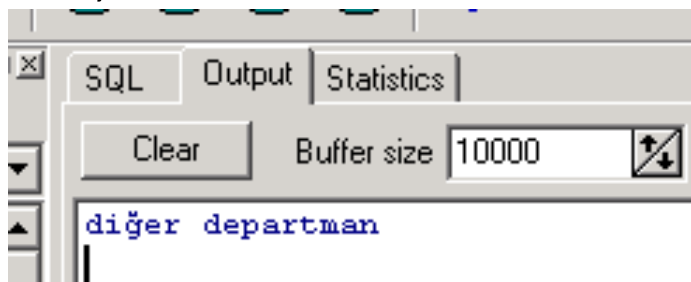 SQL Output Statistics
Clear Buffer size 10000
diğer departman